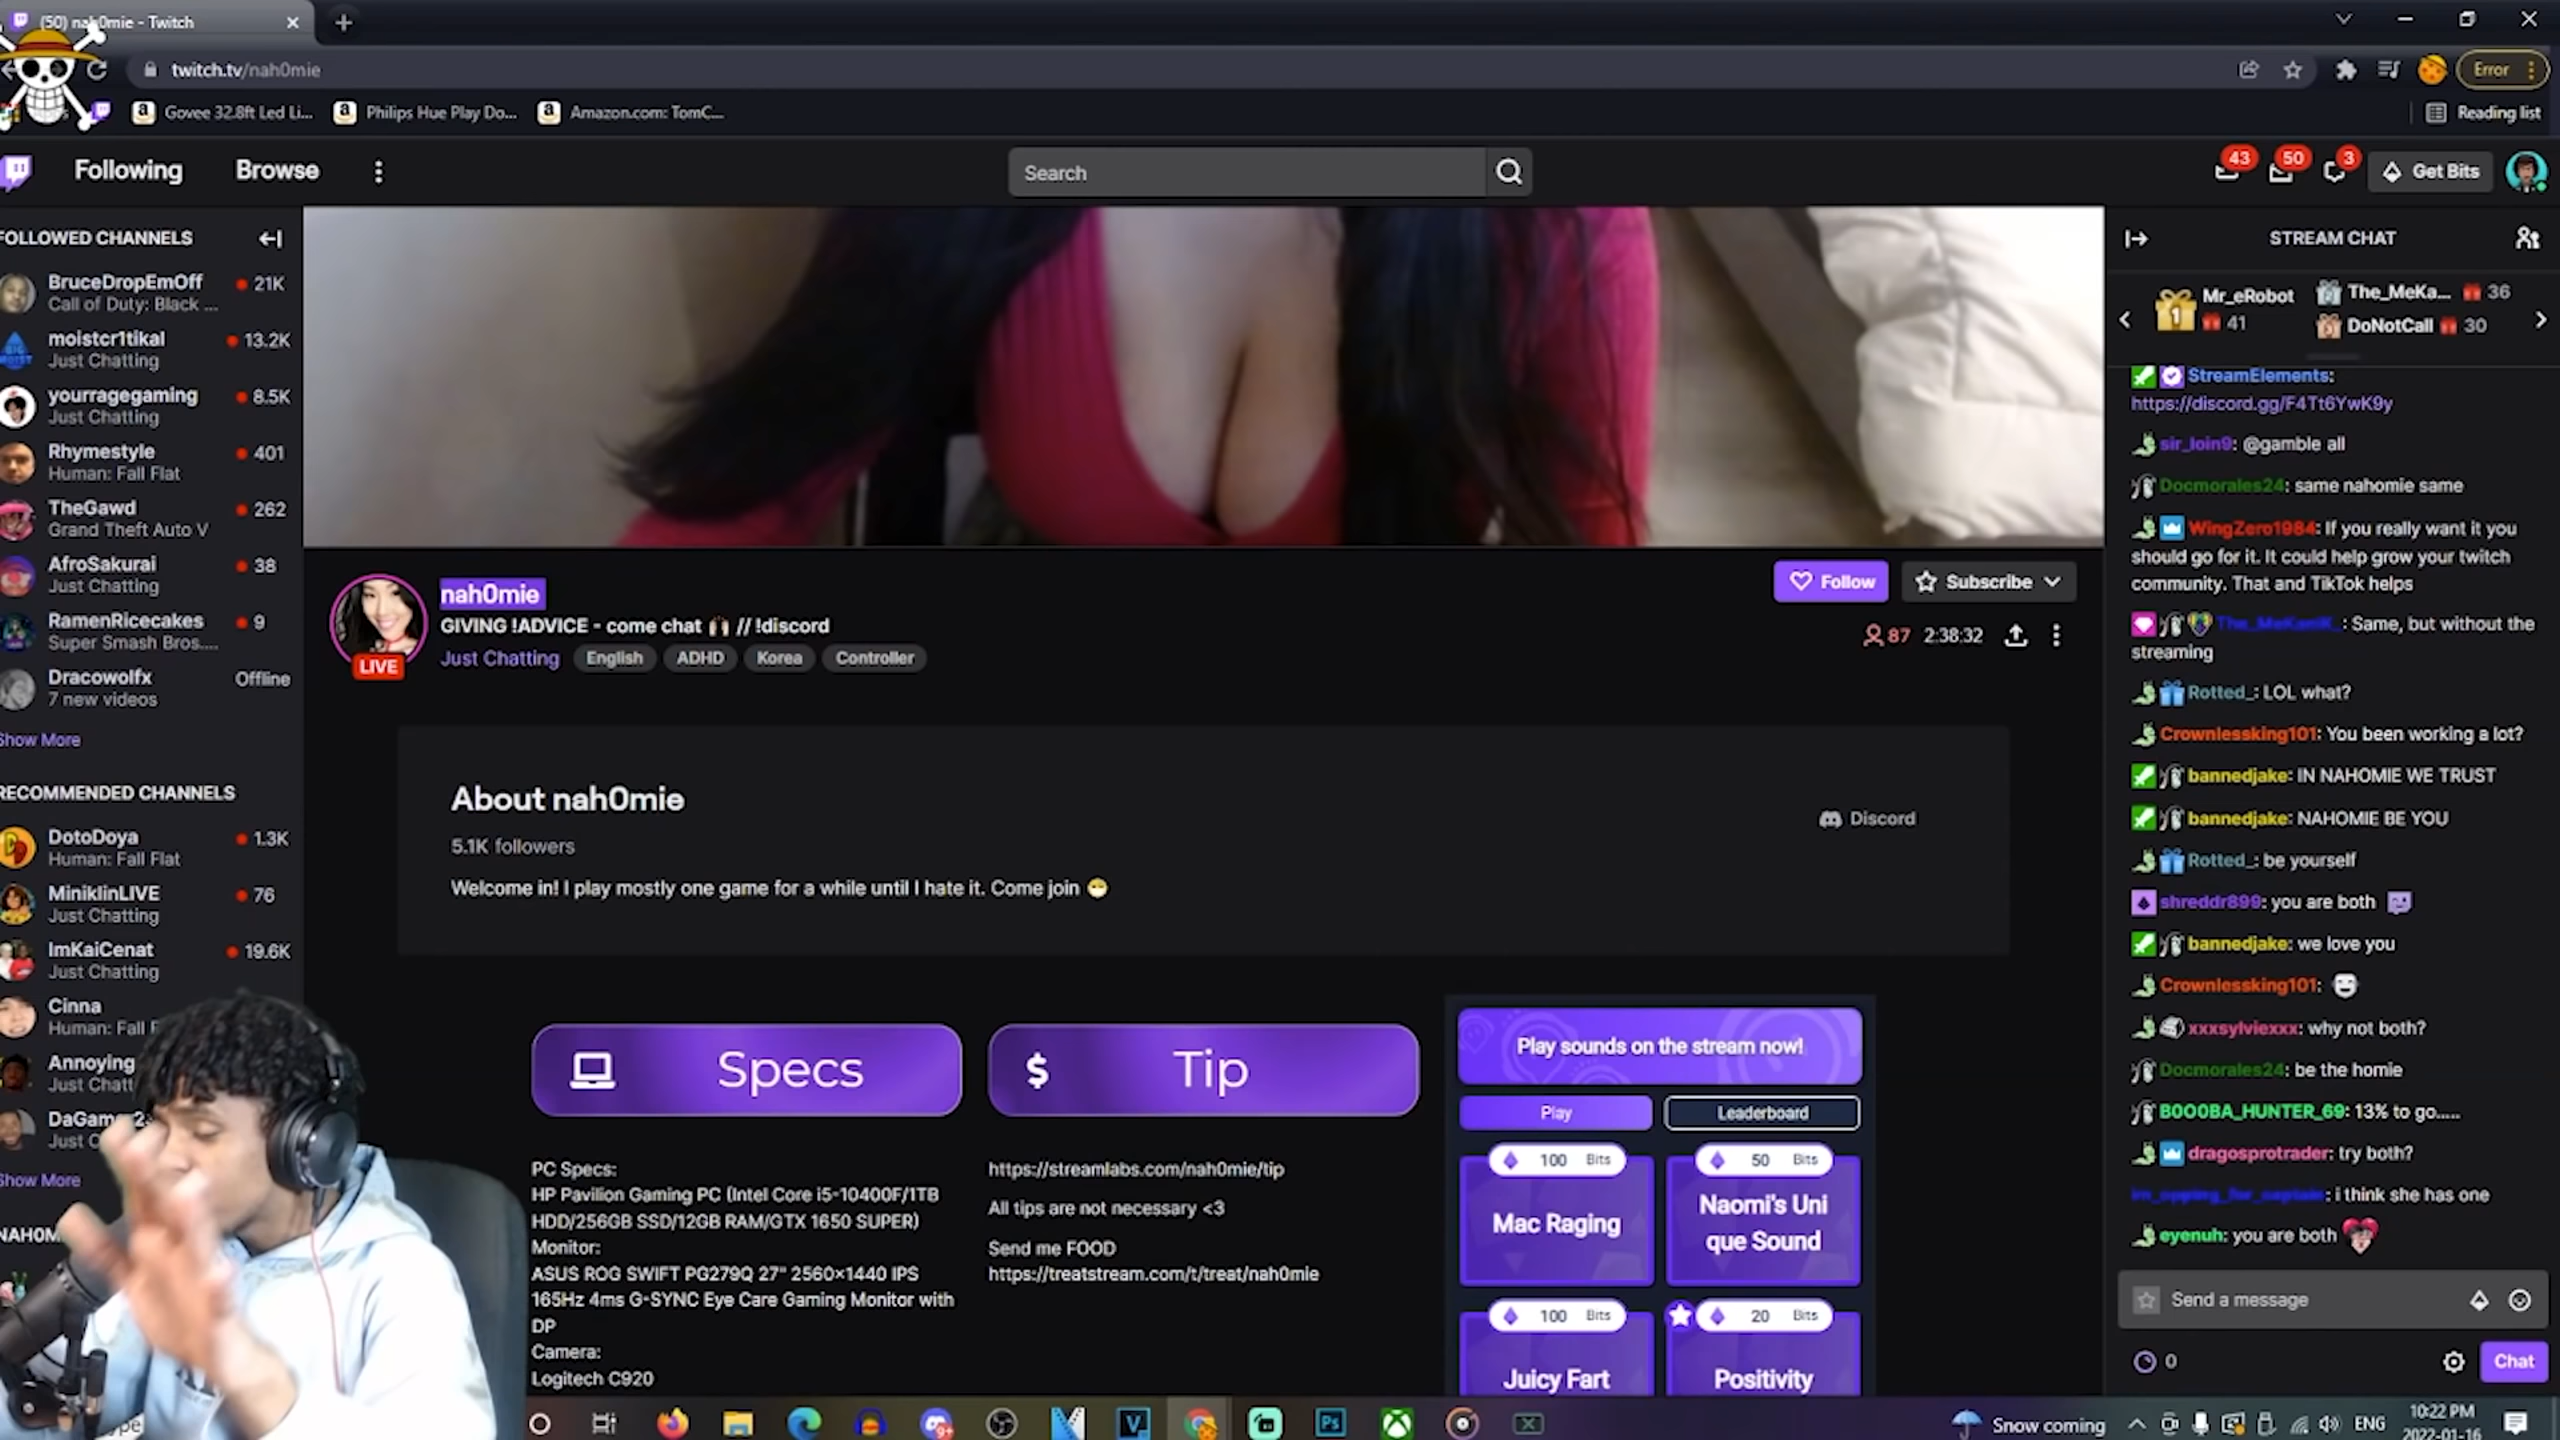 (50) nah0mie - Twitch
twitch.tv/nah0mie
Error
Govee 32.8ft Led Li...
Philips Hue Play Do...
Amazon.com: TomC...
Reading list
Following
Browse
Search
43
50
3
Get Bits
FOLLOWED CHANNELS
BruceDropEmOff
21K
Call of Duty: Black ...
moistcr1tikal
13.2K
Just Chatting
yourragegaming
8.5K
Just Chatting
Rhymestyle
401
Human: Fall Flat
TheGawd
262
Grand Theft Auto V
AfroSakurai
38
Just Chatting
RamenRicecakes
9
Super Smash Bros....
Dracowolfx
Offline
7 new videos
Show More
RECOMMENDED CHANNELS
DotoDoya
1.3K
Human: Fall Flat
MiniklinLIVE
76
Just Chatting
ImKaiCenat
19.6K
Just Chatting
Cinna
Human: Fall F
Annoying
Just Chatt
DaGam
Just C
Show More
NAH0M
nah0mie
GIVING !ADVICE - come chat // !discord
Just Chatting
English
ADHD
Korea
Controller
LIVE
Follow
Subscribe
87
2:38:32
About nah0mie
5.1K followers
Welcome in! I play mostly one game for a while until I hate it. Come join
Discord
Specs
PC Specs:
HP Pavilion Gaming PC (Intel Core i5-10400F/1TB
HDD/256GB SSD/12GB RAM/GTX 1650 SUPER)
Monitor:
ASUS ROG SWIFT PG279Q 27" 2560×1440 IPS
165Hz 4ms G-SYNC Eye Care Gaming Monitor with
DP
Camera:
Logitech C920
$ Tip
https://streamlabs.com/nah0mie/tip
All tips are not necessary <3
Send me FOOD
https://treatstream.com/t/treat/nah0mie
Play sounds on the stream now!
Play
Leaderboard
100 Bits
Mac Raging
50 Bits
Naomi's Uni
que Sound
100 Bits
Juicy Fart
20 Bits
Positivity
STREAM CHAT
1
Mr_eRobot
41
The_MeKa... 36
DoNotCall 30
StreamElements:
https://discord.gg/F4Tt6YwK9y
sir_loin9: @gamble all
Docmorales24: same nahomie same
WingZero1984: If you really want it you
should go for it. It could help grow your twitch
community. That and TikTok helps
The_MeKaniK_: Same, but without the
streaming
Rotted_: LOL what?
Crownlessking101: You been working a lot?
bannedjake: IN NAHOMIE WE TRUST
bannedjake: NAHOMIE BE YOU
Rotted_: be yourself
shreddr899: you are both
bannedjake: we love you
Crownlessking101:
xxxsylviexxx: why not both?
Docmorales24: be the homie
B0O0BA_HUNTER_69: 13% to go.....
dragosprotrader: try both?
im_opping_for_captain: i think she has one
eyenuh: you are both
Send a message
0
Chat
Snow coming
ENG
10:22 PM
2022-01-16